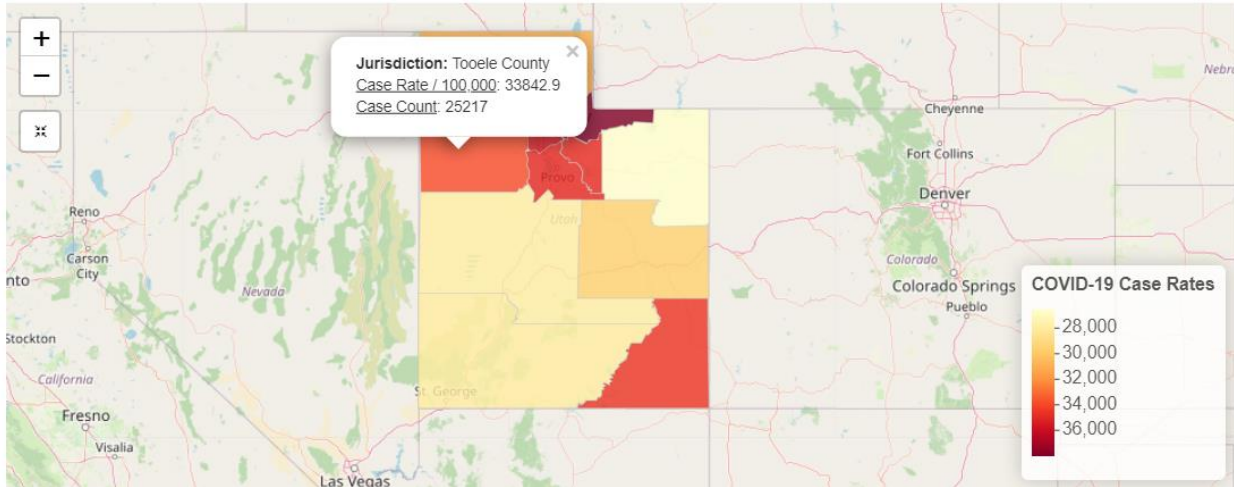 +
−
Jurisdiction: Tooele County
×
Case Rate / 100,000: 33842.9
Case Count: 25217
Nebra
Cheyenne
Fort Collins
Denver
Provo
Reno
Utah
Carson
City
nto
Colorado
Nevada
Colorado Springs
Pueblo
Stockton
California
St. George
Fresno
Visalia
Las Vegas
COVID-19 Case Rates
28,000
30,000
32,000
34,000
36,000